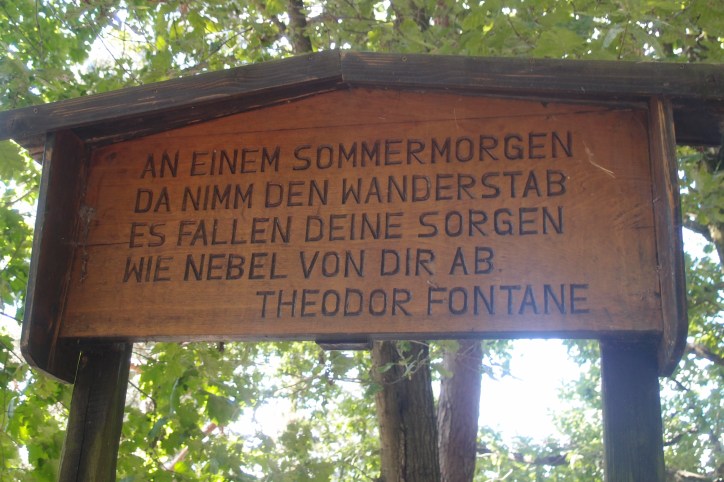 AN EINEM SOMMERMORGEN
DA NIMM DEN WANDERSTAB
ES FALLEN DEINE SORGEN
WIE NEBEL VON DIR AB.
THEODOR FONTANE